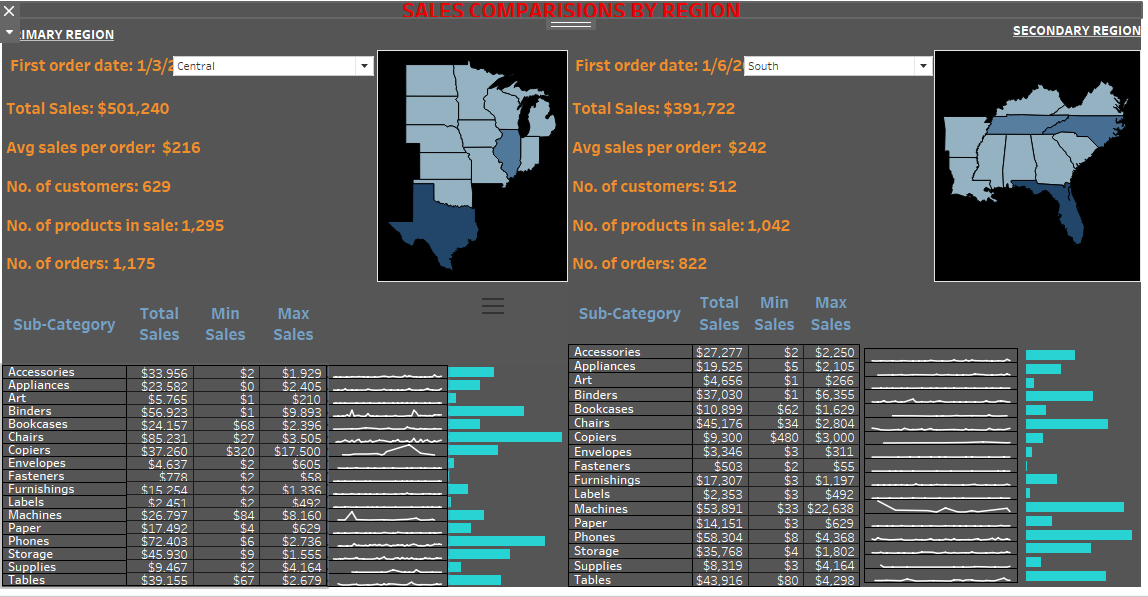 SALES COMPARISIONS BY REGION
IMARY REGION
SECONDARY REGION
First order date: 1/3/2
Central
Total Sales: $501,240
Avg sales per order: $216
No. of customers: 629
No. of products in sale: 1,295
No. of orders: 1,175
First order date: 1/6/2
South
Total Sales: $391,722
Avg sales per order: $242
No. of customers: 512
No. of products in sale: 1,042
No. of orders: 822
Sub-Category Total Sales Min Sales Max Sales
Accessories $33,956 $2 $1,929
Appliances $23,582 $0 $2,405
Art $5,765 $1 $210
Binders $56,923 $1 $9,893
Bookcases $24,157 $68 $2,396
Chairs $85,231 $27 $3,505
Copiers $37,260 $320 $17,500
Envelopes $4,637 $2 $605
Fasteners $778 $2 $58
Furnishings $15,254 $2 $1,336
Labels $2,451 $2 $492
Machines $26,797 $84 $8,160
Paper $17,492 $4 $629
Phones $72,403 $6 $2,736
Storage $45,930 $9 $1,555
Supplies $9,467 $2 $4,164
Tables $39,155 $67 $2,679
Sub-Category Total Sales Min Sales Max Sales
Accessories $27,277 $2 $2,250
Appliances $19,525 $5 $2,105
Art $4,656 $1 $266
Binders $37,030 $1 $6,355
Bookcases $10,899 $62 $1,629
Chairs $45,176 $34 $2,804
Copiers $9,300 $480 $3,000
Envelopes $3,346 $3 $311
Fasteners $503 $2 $55
Furnishings $17,307 $3 $1,197
Labels $2,353 $3 $492
Machines $53,891 $33 $22,638
Paper $14,151 $3 $629
Phones $58,304 $8 $4,368
Storage $35,768 $4 $1,802
Supplies $8,319 $3 $4,164
Tables $43,916 $80 $4,298